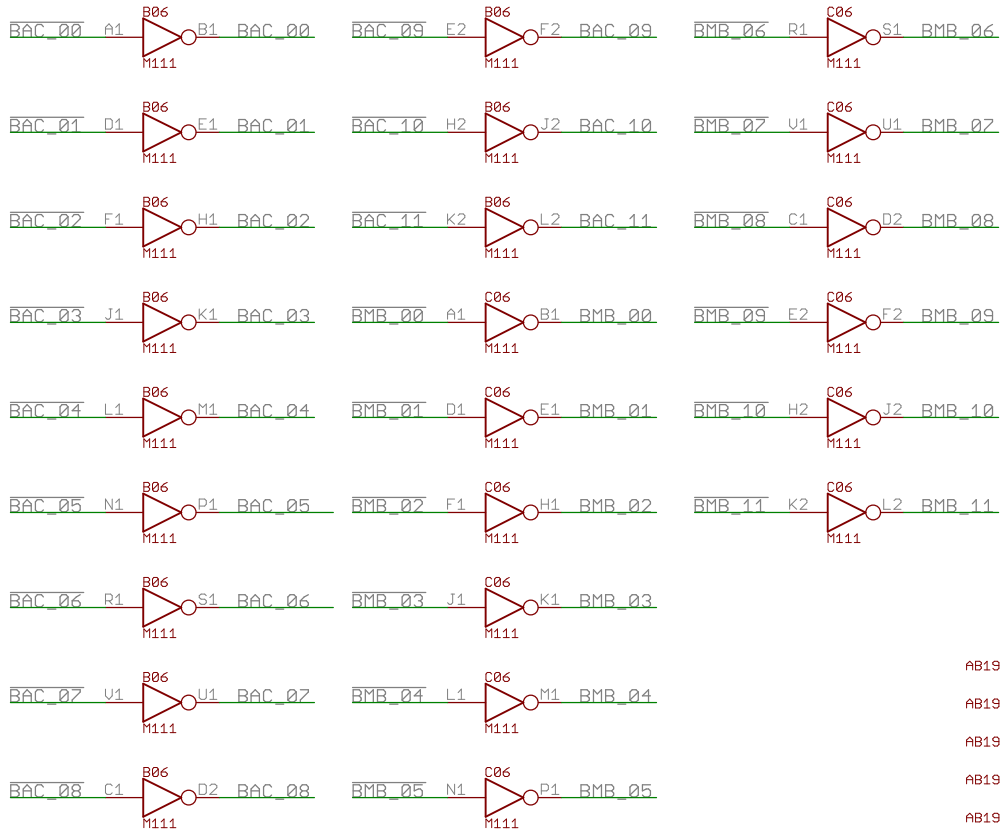 B06 B06 C06
BAC_00 A1 B1 BAC_00 BAC_09 E2 F2 BAC_09 BMB_06 R1 S1 BMB_06
M111 M111 M111
B06 B06 C06
BAC_01 D1 E1 BAC_01 BAC_10 H2 J2 BAC_10 BMB_07 V1 U1 BMB_07
M111 M111 M111
B06 B06 C06
BAC_02 F1 H1 BAC_02 BAC_11 K2 L2 BAC_11 BMB_08 C1 D2 BMB_08
M111 M111 M111
B06 C06 C06
BAC_03 J1 K1 BAC_03 BMB_00 A1 B1 BMB_00 BMB_09 E2 F2 BMB_09
M111 M111 M111
B06 C06 C06
BAC_04 L1 M1 BAC_04 BMB_01 D1 E1 BMB_01 BMB_10 H2 J2 BMB_10
M111 M111 M111
B06 C06 C06
BAC_05 N1 P1 BAC_05 BMB_02 F1 H1 BMB_02 BMB_11 K2 L2 BMB_11
M111 M111 M111
B06 C06
BAC_06 R1 S1 BAC_06 BMB_03 J1 K1 BMB_03
M111 M111
AB19
B06 C06
BAC_07 V1 U1 BAC_07 BMB_04 L1 M1 BMB_04
AB19
M111 M111
AB19
B06 C06
AB19
BAC_08 C1 D2 BAC_08 BMB_05 N1 P1 BMB_05
AB19
M111 M111